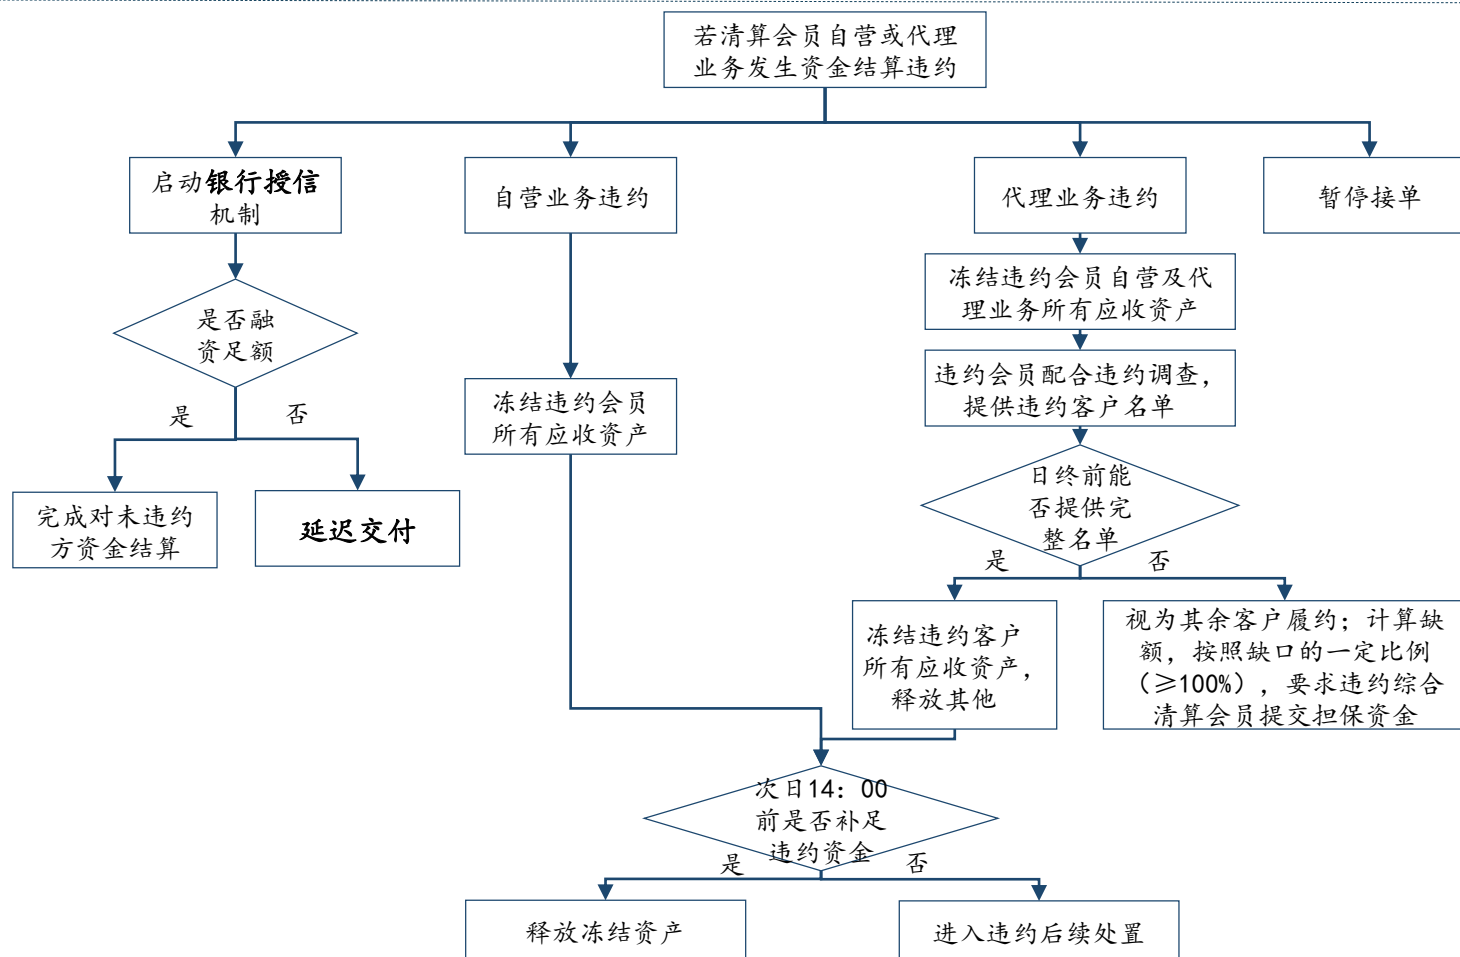 若清算会员自营或代理
业务发生资金结算违约
启动银行授信
机制
自营业务违约
代理业务违约
暂停接单
冻结违约会员自营及代
理业务所有应收资产
是否融
资足额
违约会员配合违约调查，
提供违约客户名单
是
否
冻结违约会员
所有应收资产
日终前能
否提供完
整名单
完成对未违约
方资金结算
延迟交付
是
否
冻结违约客户
所有应收资产，
释放其他
视为其余客户履约；计算缺
额，按照缺口的一定比例
（≥100%），要求违约综合
清算会员提交担保资金
次日14：00
前是否补足
违约资金
是
否
释放冻结资产
进入违约后续处置